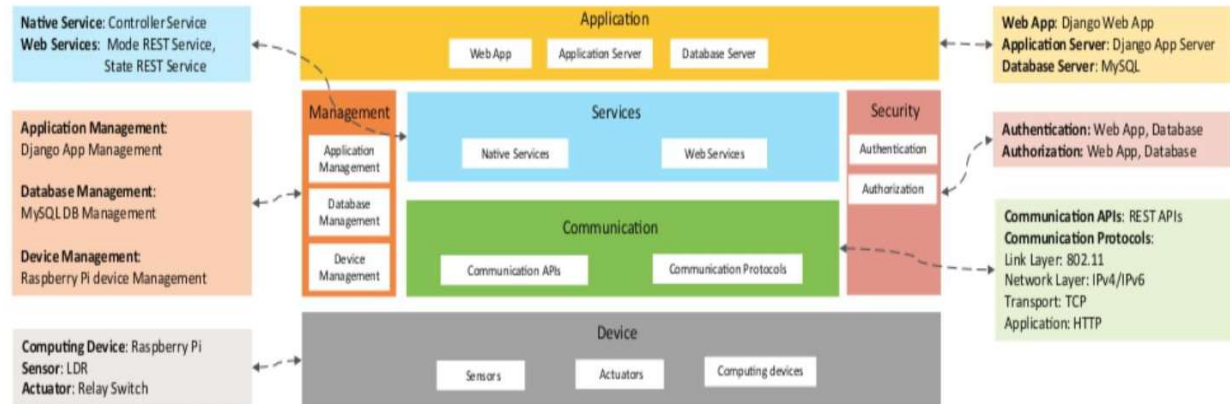 Native Service: Controller Service
Web Services: Mode REST Service,
State REST Service
Application Management:
Django App Management
Database Management:
MySQL DB Management
Device Management:
Raspberry Pi device Management
Computing Device: Raspberry Pi
Sensor: LDR
Actuator: Relay Switch
Application
Web App
Application Server
Database Server
Management
Application
Management
Database
Management
Device
Management
Services
Native Services
Web Services
Communication
Communication APIs
Communication Protocols
Security
Authentication
Authorization
Device
Sensors
Actuators
Computing devices
Web App: Django Web App
Application Server: Django App Server
Database Server: MySQL
Authentication: Web App, Database
Authorization: Web App, Database
Communication APIs: REST APIs
Communication Protocols:
Link Layer: 802.11
Network Layer: IPv4/IPv6
Transport: TCP
Application: HTTP